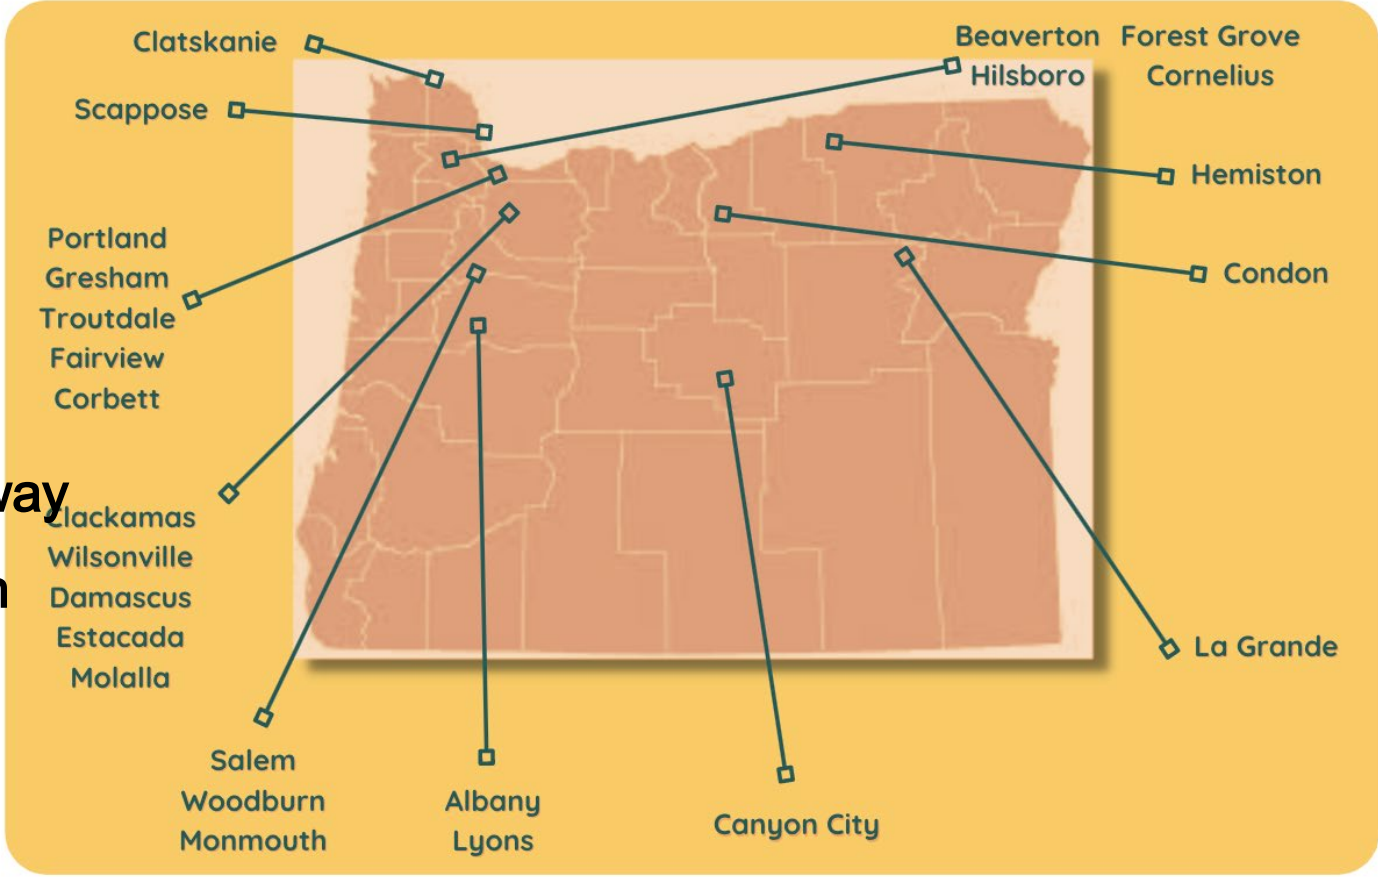 Clatskanie
Scappose
Beaverton Forest Grove
Hilsboro Cornelius
Hemiston
Condon
Portland
Gresham
Troutdale
Fairview
Corbett
way
Clackamas
Wilsonville
Damascus
Estacada
Molalla
La Grande
Salem
Woodburn
Monmouth
Albany
Lyons
Canyon City